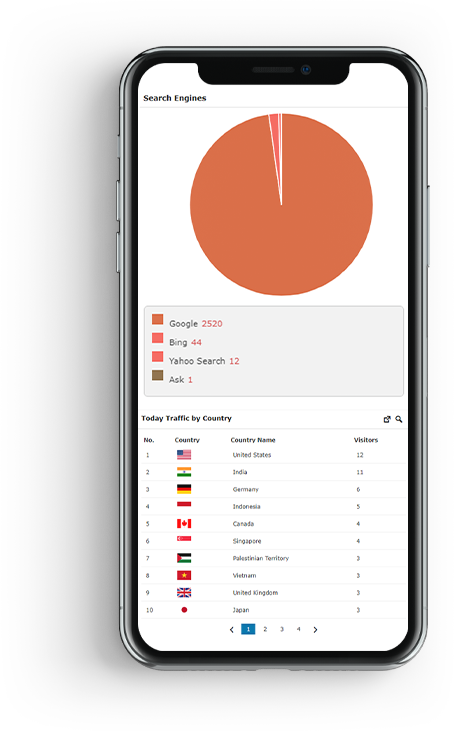 Search Engines
Google 2520
Bing 44
Yahoo Search 12
Ask 1
Today Traffic by Country
No. Country Country Name Visitors
1 United States 12
2 India 11
3 Germany 6
4 Indonesia 5
5 Canada 4
6 Singapore 4
7 Palestinian Territory 3
8 Vietnam 3
9 United Kingdom 3
10 Japan 3
1 2 3 4